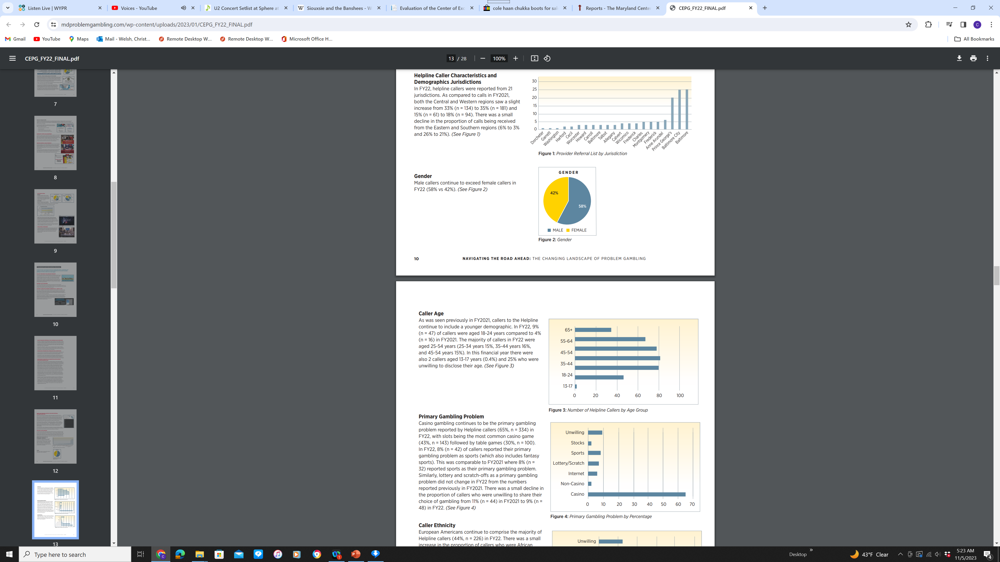 Listen Live | WYPR
Voices - YouTube
U2 Concert Setlist at Sphere at
Siouxsie and the Banshees - W
Evaluation of the Center of Exc
cole haan chukka boots for sal
Reports - The Maryland Center
CEPG_FY22_FINAL.pdf
mdproblemgambling.com/wp-content/uploads/2023/01/CEPG_FY22_FINAL.pdf
C
Gmail
YouTube
Maps
Mail - Welsh, Christ...
Remote Desktop W...
Remote Desktop W...
Microsoft Office H...
All Bookmarks
CEPG_FY22_FINAL.pdf
13 / 28
100%
7
8
9
10
11
12
13
Helpline Caller Characteristics and
Demographics Jurisdictions
In FY22, helpline callers were reported from 21
jurisdictions. As compared to calls in FY2021,
both the Central and Western regions saw a slight
increase from 33% (n = 134) to 35% (n = 181) and
15% (n = 61) to 18% (n = 94). There was a small
decline in the proportion of calls being received
from the Eastern and Southern regions (6% to 3%
and 26% to 21%). (See Figure 1)
30
25
20
15
10
5
0
Dorcheter
Garrett
Washington
Harford
Cecil
Worcester
Howard
Carroll
Baltimore
Talbot
Allegany
Calvert
Wicomico
Frederick
Charles
Montgomery
Frederick
Anne Arundel
Prince George's
Baltimore City
Baltimore
Figure 1: Provider Referral List by Jurisdiction
Gender
Male callers continue to exceed female callers in
FY22 (58% vs 42%). (See Figure 2)
GENDER
42%
58%
MALE FEMALE
Figure 2: Gender
10
NAVIGATING THE ROAD AHEAD: THE CHANGING LANDSCAPE OF PROBLEM GAMBLING
Caller Age
As was seen previously in FY2021, callers to the Helpline
continue to include a younger demographic. In FY22, 9%
(n = 47) of callers were aged 18-24 years compared to 4%
(n = 16) in FY2021. The majority of callers in FY22 were
aged 25-54 years (25-34 years 15%, 35-44 years 16%,
and 45-54 years 15%). In this financial year there were
also 2 callers aged 13-17 years (0.4%) and 25% who were
unwilling to disclose their age. (See Figure 3)
65+
55-64
45-54
35-44
18-24
13-17
0 20 40 60 80 100
Figure 3: Number of Helpline Callers by Age Group
Primary Gambling Problem
Casino gambling continues to be the primary gambling
problem reported by Helpline callers (65%, n = 334) in
FY22, with slots being the most common casino game
(43%, n = 143) followed by table games (30%, n = 100).
In FY22, 8% (n = 42) of callers reported their primary
gambling problem as sports (which also includes fantasy
sports). This was comparable to FY2021 where 8% (n =
32) reported sports as their primary gambling problem.
Similarly, lottery and scratch-offs as a primary gambling
problem did not change in FY22 from the numbers
reported previously in FY2021. There was a small decline in
the proportion of callers who were unwilling to share their
choice of gambling from 11% (n = 44) in FY2021 to 9% (n =
48) in FY22. (See Figure 4)
Unwilling
Stocks
Sports
Lottery/Scratch
Internet
Non-Casino
Casino
0 10 20 30 40 50 60 70
Figure 4: Primary Gambling Problem by Percentage
Caller Ethnicity
European Americans continue to comprise the majority of
Helpline callers (44%, n = 226) in FY22. There was a small
increase in the proportion of callers who were African
Unwilling
Type here to search
C
1
Desktop
43°F Clear
5:23 AM
11/5/2023
4